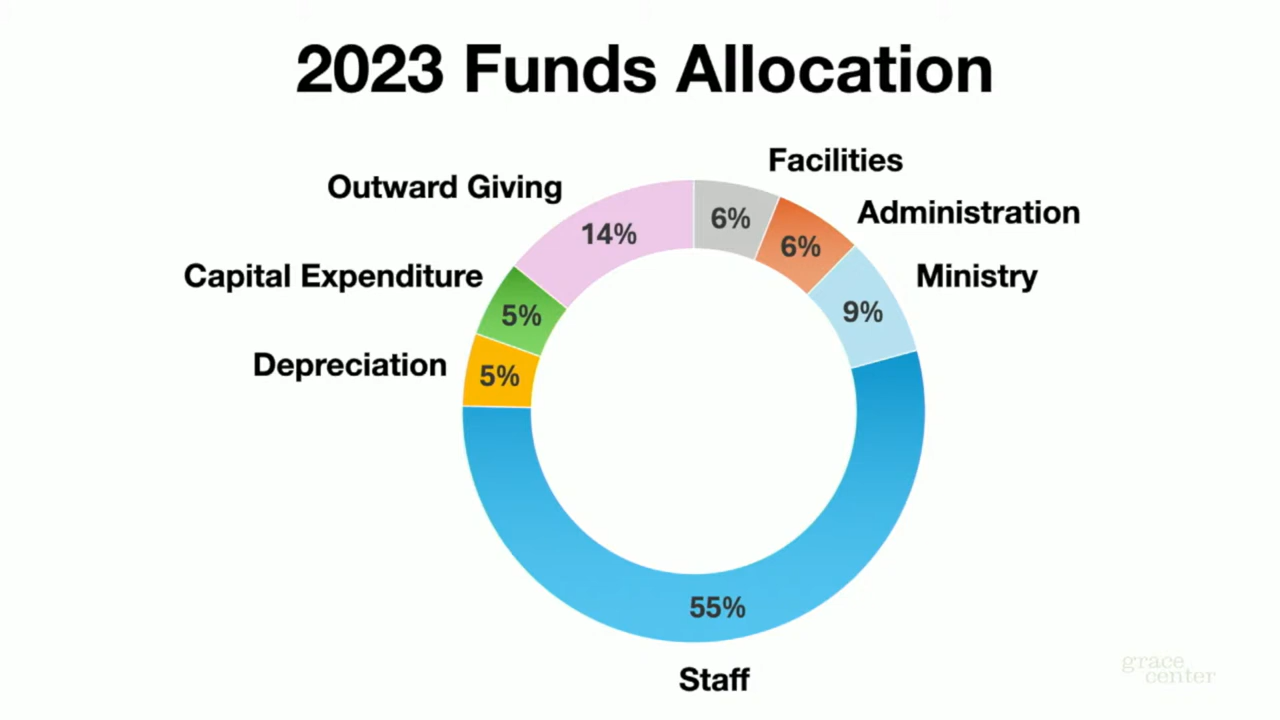 2023 Funds Allocation
Facilities
Outward Giving
Administration
6%
14%
6%
Capital Expenditure
Ministry
5%
9%
Depreciation
5%
55%
Staff
grace
center